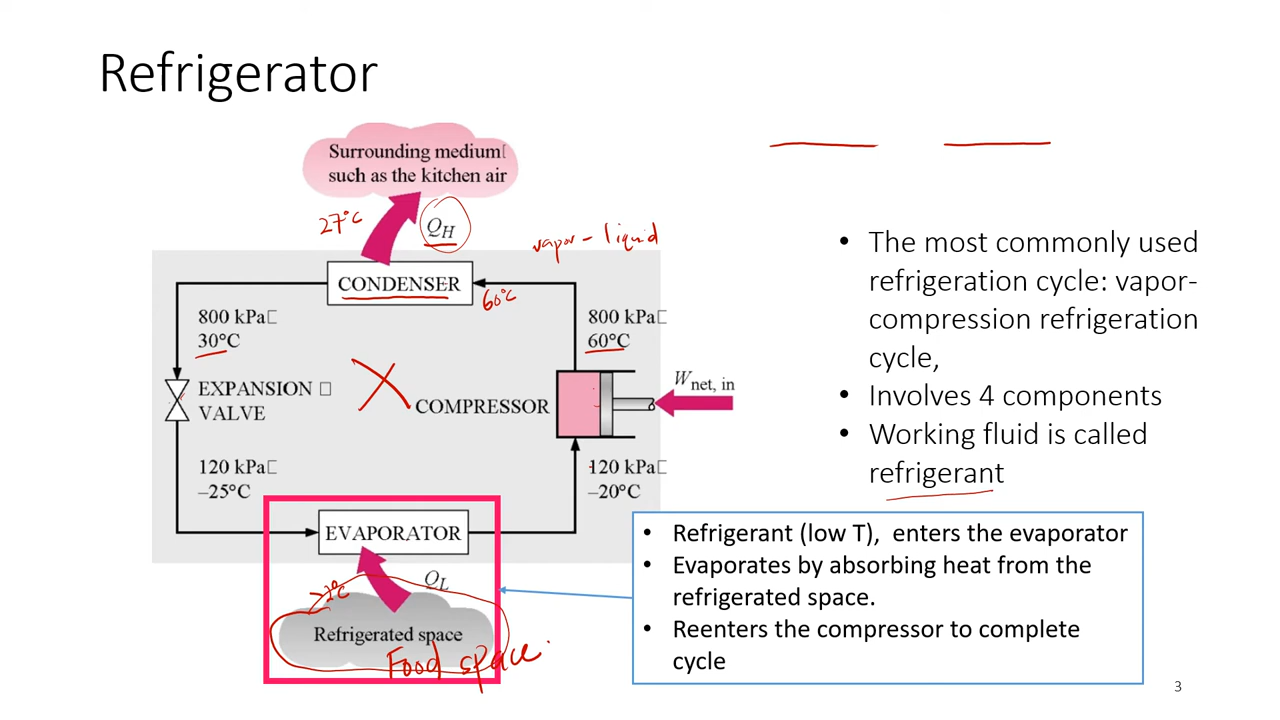 Refrigerator
Surrounding medium
such as the kitchen air
27°C
Q_H
vapor - liquid
CONDENSER
60°C
800 kPa
30°C
800 kPa
60°C
EXPANSION
VALVE
COMPRESSOR
W_net, in
120 kPa
–25°C
120 kPa
–20°C
EVAPORATOR
Q_L
Refrigerated space
Food space
• The most commonly used
refrigeration cycle: vapor-
compression refrigeration
cycle,
• Involves 4 components
• Working fluid is called
refrigerant
• Refrigerant (low T), enters the evaporator
• Evaporates by absorbing heat from the
refrigerated space.
• Reenters the compressor to complete
cycle
3